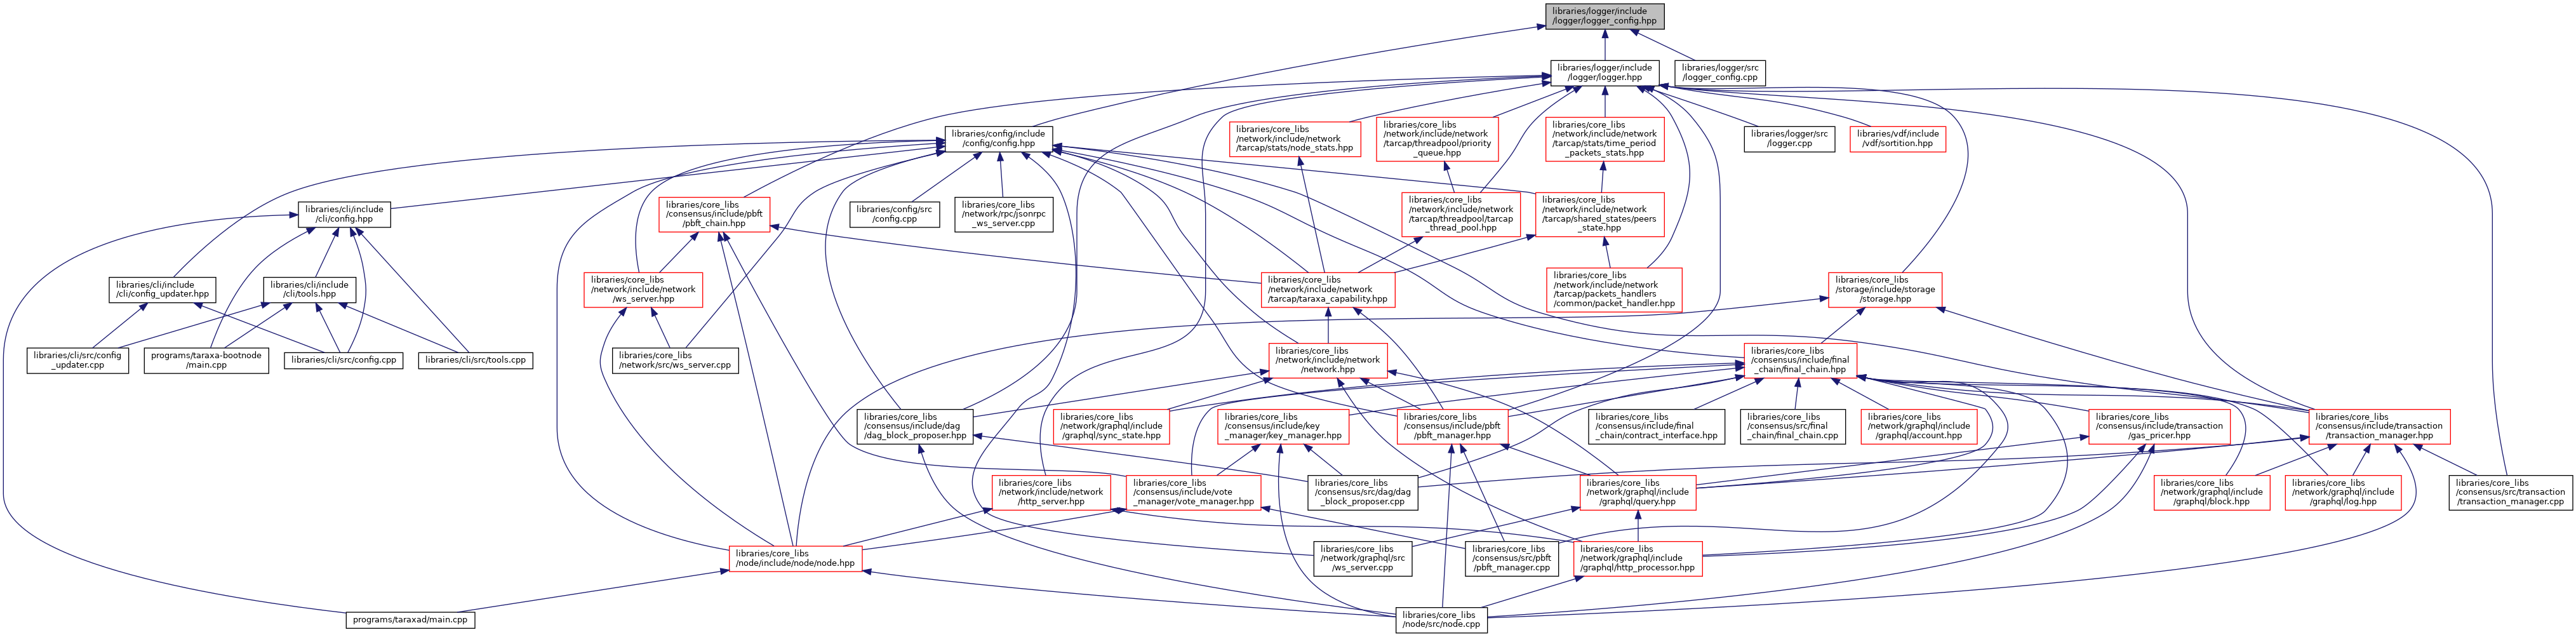 libraries/logger/include
/logger/logger_config.hpp
libraries/logger/include
/logger/logger.hpp
libraries/logger/src
/logger_config.cpp
libraries/config/include
/config/config.hpp
libraries/core_libs
/network/include/network
/tarcap/stats/node_stats.hpp
libraries/core_libs
/network/include/network
/tarcap/threadpool/priority
_queue.hpp
libraries/core_libs
/network/include/network
/tarcap/stats/time_period
_packets_stats.hpp
libraries/logger/src
/logger.cpp
libraries/vdf/include
/vdf/sortition.hpp
libraries/cli/include
/cli/config.hpp
libraries/core_libs
/consensus/include/pbft
/pbft_chain.hpp
libraries/config/src
/config.cpp
libraries/core_libs
/network/rpc/jsonrpc
_ws_server.cpp
libraries/core_libs
/network/include/network
/tarcap/threadpool/tarcap
_thread_pool.hpp
libraries/core_libs
/network/include/network
/tarcap/shared_states/peers
_state.hpp
libraries/cli/include
/cli/config_updater.hpp
libraries/cli/include
/cli/tools.hpp
libraries/core_libs
/network/include/network
/ws_server.hpp
libraries/core_libs
/network/include/network
/tarcap/taraxa_capability.hpp
libraries/core_libs
/network/include/network
/tarcap/packets_handlers
/common/packet_handler.hpp
libraries/core_libs
/storage/include/storage
/storage.hpp
libraries/cli/src/config
_updater.cpp
programs/taraxa-bootnode
/main.cpp
libraries/cli/src/config.cpp
libraries/cli/src/tools.cpp
libraries/core_libs
/network/src/ws_server.cpp
libraries/core_libs
/network/include/network
/network.hpp
libraries/core_libs
/consensus/include/final
_chain/final_chain.hpp
libraries/core_libs
/consensus/include/dag
/dag_block_proposer.hpp
libraries/core_libs
/network/graphql/include
/graphql/sync_state.hpp
libraries/core_libs
/consensus/include/key
_manager/key_manager.hpp
libraries/core_libs
/consensus/include/pbft
/pbft_manager.hpp
libraries/core_libs
/consensus/include/final
_chain/contract_interface.hpp
libraries/core_libs
/consensus/src/final
_chain/final_chain.cpp
libraries/core_libs
/network/graphql/include
/graphql/account.hpp
libraries/core_libs
/consensus/include/transaction
/gas_pricer.hpp
libraries/core_libs
/consensus/include/transaction
/transaction_manager.hpp
libraries/core_libs
/network/include/network
/http_server.hpp
libraries/core_libs
/consensus/include/vote
_manager/vote_manager.hpp
libraries/core_libs
/consensus/src/dag/dag
_block_proposer.cpp
libraries/core_libs
/network/graphql/include
/graphql/query.hpp
libraries/core_libs
/network/graphql/include
/graphql/block.hpp
libraries/core_libs
/network/graphql/include
/graphql/log.hpp
libraries/core_libs
/consensus/src/transaction
/transaction_manager.cpp
libraries/core_libs
/node/include/node/node.hpp
libraries/core_libs
/network/graphql/src
/ws_server.cpp
libraries/core_libs
/consensus/src/pbft
/pbft_manager.cpp
libraries/core_libs
/network/graphql/include
/graphql/http_processor.hpp
programs/taraxad/main.cpp
libraries/core_libs
/node/src/node.cpp